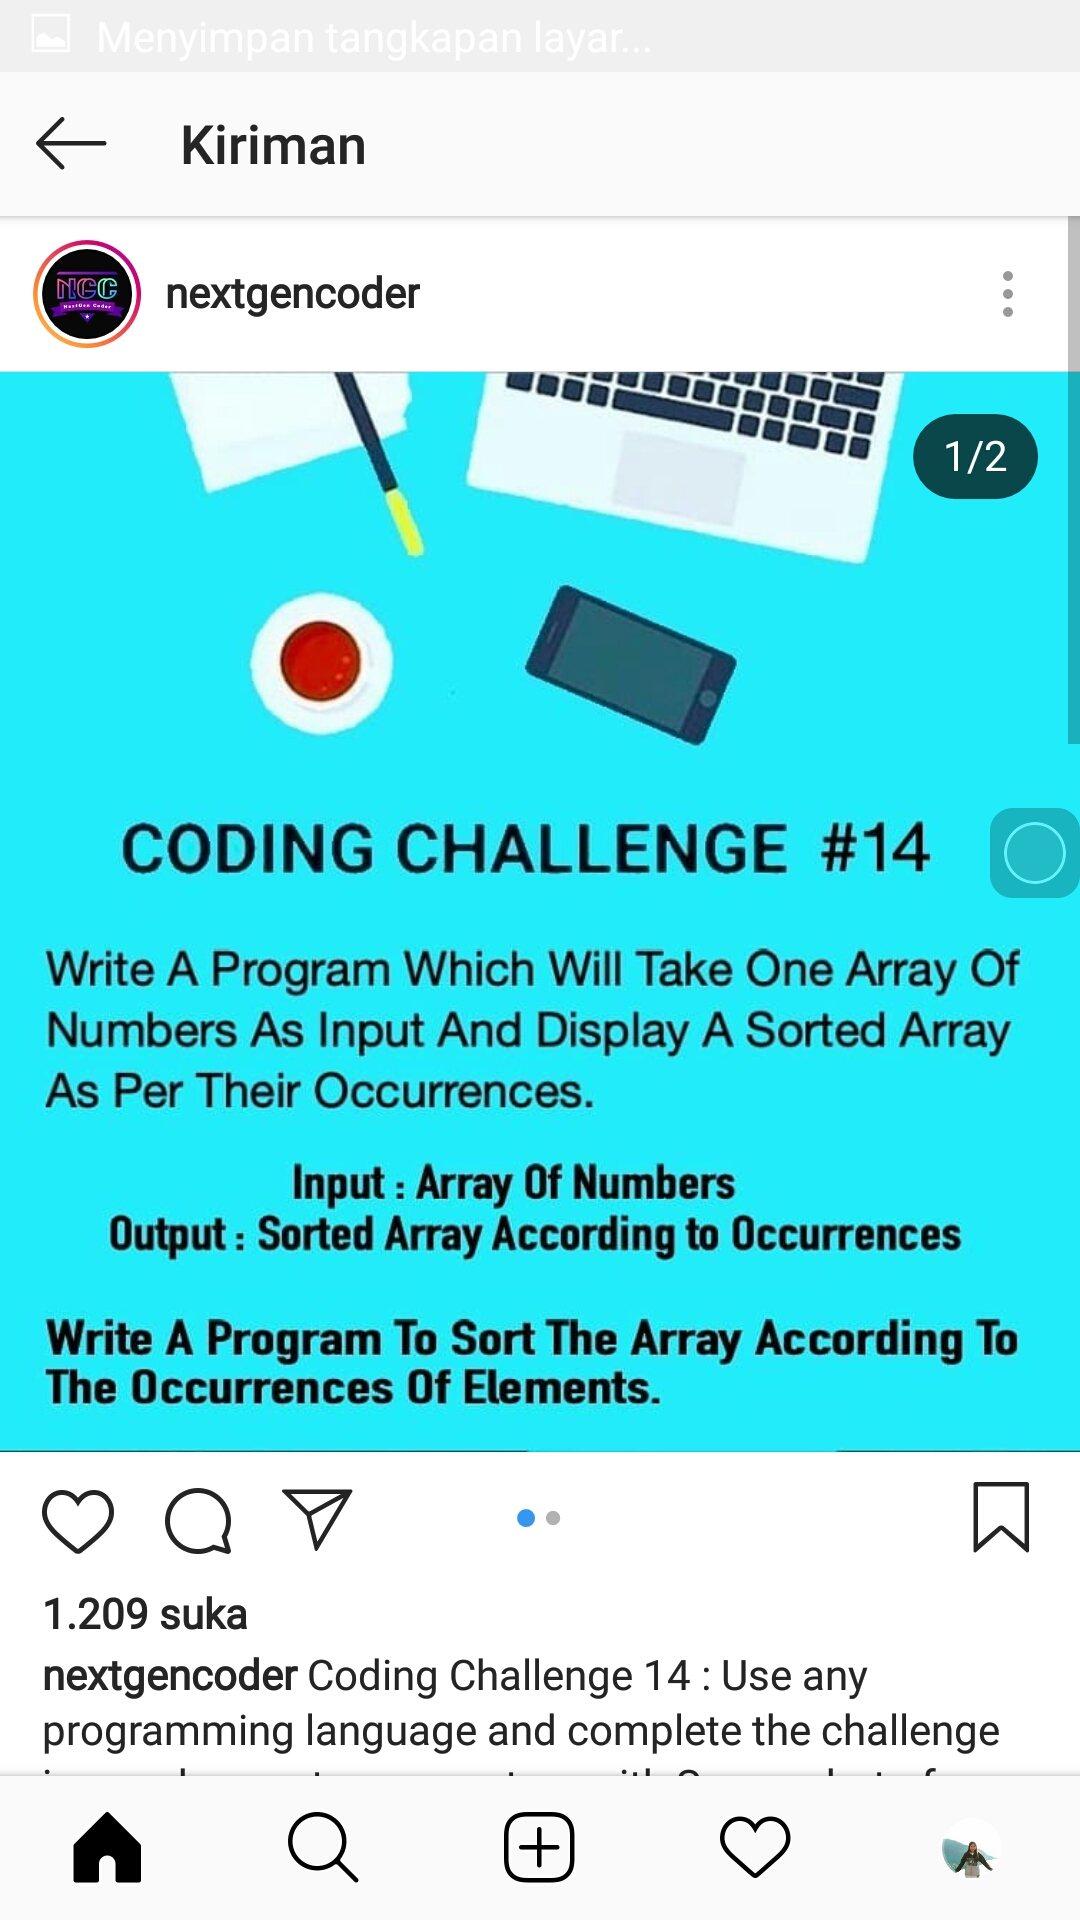 Menyimpan tangkapan layar...
Kiriman
NGC
NextGen Coder
nextgencoder
1/2
CODING CHALLENGE #14
Write A Program Which Will Take One Array Of
Numbers As Input And Display A Sorted Array
As Per Their Occurrences.
Input : Array Of Numbers
Output : Sorted Array According to Occurrences
Write A Program To Sort The Array According To
The Occurrences Of Elements.
1.209 suka
nextgencoder Coding Challenge 14 : Use any
programming language and complete the challenge